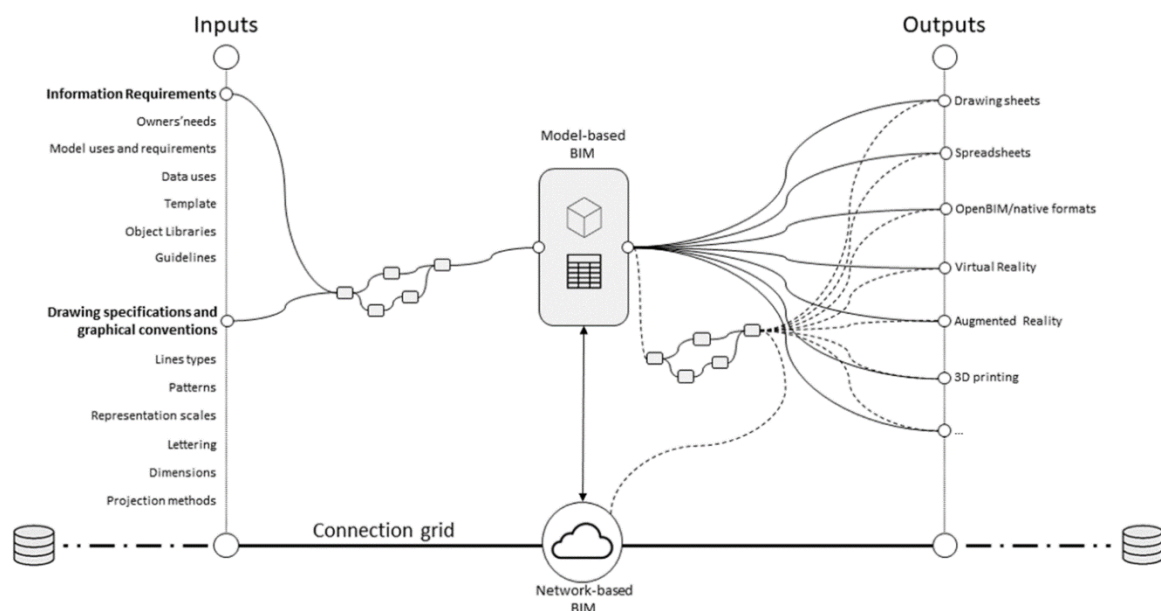 Inputs
Outputs
Information Requirements
Owners'needs
Model uses and requirements
Data uses
Template
Object Libraries
Guidelines
Drawing specifications and
graphical conventions
Lines types
Patterns
Representation scales
Lettering
Dimensions
Projection methods
Model-based
BIM
Drawing sheets
Spreadsheets
OpenBIM/native formats
Virtual Reality
Augmented Reality
3D printing
...
Connection grid
Network-based
BIM